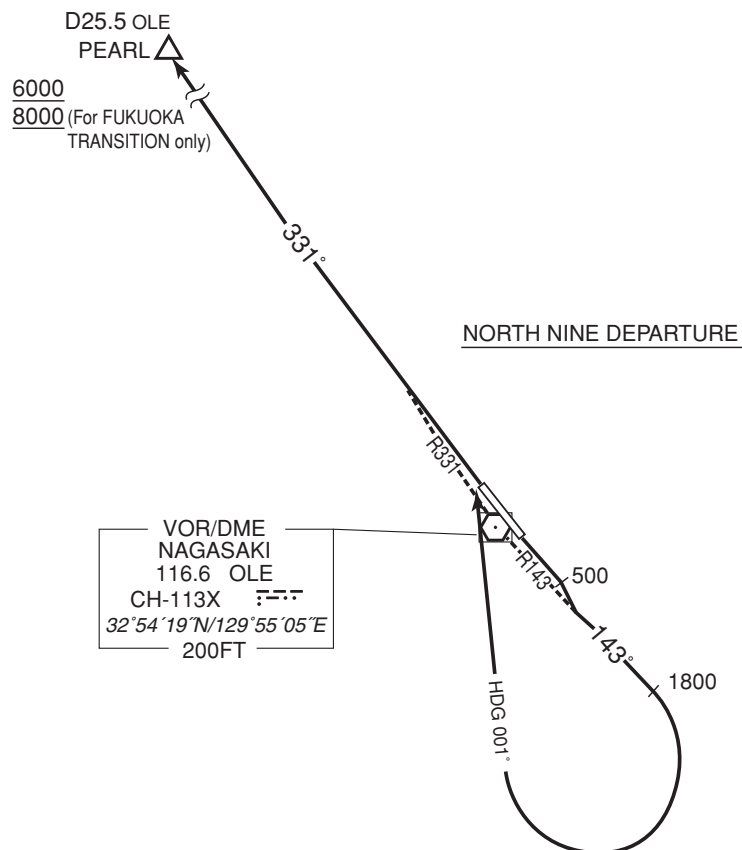 D25.5 OLE
PEARL
6000
8000 (For FUKUOKA
TRANSITION only)
331°
NORTH NINE DEPARTURE
R331
VOR/DME
NAGASAKI
116.6 OLE
CH-113X
32°54´19˝N/129°55´05˝E
200FT
R143
500
143°
1800
HDG 001°